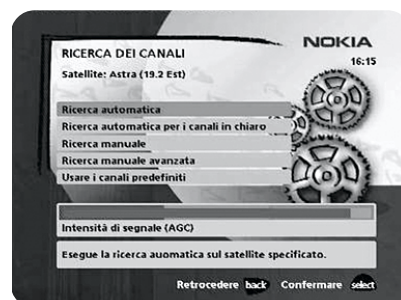 NOKIA
RICERCA DEI CANALI
16:15
Satellite: Astra (19.2 Est)
Ricerca automatica
Ricerca automatica per i canali in chiaro
Ricerca manuale
Ricerca manuale avanzata
Usare i canali predefiniti
Intensità di segnale (AGC)
Esegue la ricerca auomatica sul satellite specificato.
Retrocedere back Confermare select